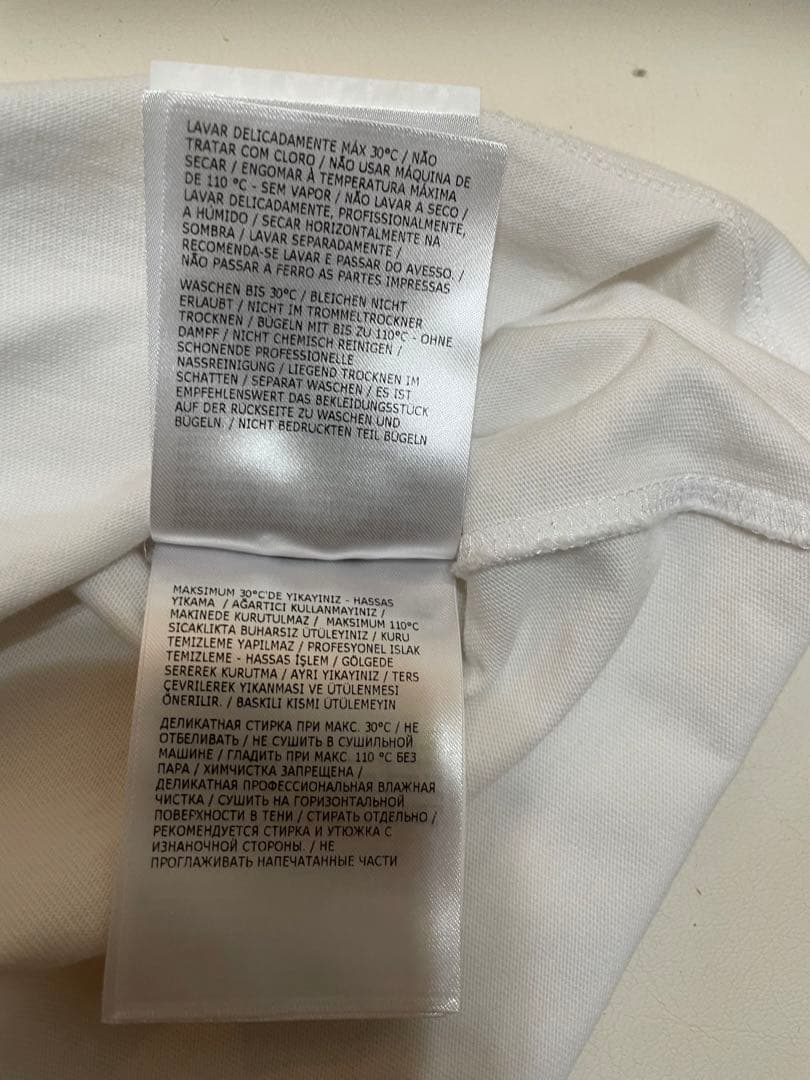 LAVAR DELICADAMENTE MÁX 30°C / NÃO
TRATAR COM CLORO / NÃO USAR MÁQUINA DE
SECAR / ENGOMAR À TEMPERATURA MÁXIMA
DE 110 °C - SEM VAPOR / NÃO LAVAR A SECO /
LAVAR DELICADAMENTE, PROFISSIONALMENTE,
A HÚMIDO / SECAR HORIZONTALMENTE NA
SOMBRA / LAVAR SEPARADAMENTE /
RECOMENDA-SE LAVAR E PASSAR DO AVESSO. /
NÃO PASSAR A FERRO AS PARTES IMPRESSAS
WASCHEN BIS 30°C / BLEICHEN NICHT
ERLAUBT / NICHT IM TROMMELTROCKNER
TROCKNEN / BÜGELN MIT BIS ZU 110°C - OHNE
DAMPF / NICHT CHEMISCH REINIGEN /
SCHONENDE PROFESSIONELLE
NASSREINIGUNG / LIEGEND TROCKNEN IM
SCHATTEN / SEPARAT WASCHEN / ES IST
EMPFEHLENSWERT DAS BEKLEIDUNGSSTÜCK
AUF DER RÜCKSEITE ZU WASCHEN UND
BÜGELN. / NICHT BEDRUCKTEN TEIL BÜGELN
MAKSIMUM 30°C'DE YIKAYINIZ - HASSAS
YIKAMA / AĞARTICI KULLANMAYINIZ /
MAKINEDE KURUTULMAZ / MAKSIMUM 110°C
SICAKLIKTA BUHARSIZ ÜTÜLEYINIZ / KURU
TEMIZLEME YAPILMAZ / PROFESYONEL ISLAK
TEMIZLEME - HASSAS İŞLEM / GÖLGEDE
SEREREK KURUTMA / AYRI YIKAYINIZ / TERS
ÇEVRILEREK YIKANMASI VE ÜTÜLENMESI
ÖNERILIR. / BASKILI KISMI ÜTÜLEMEYIN
ДЕЛИКАТНАЯ СТИРКА ПРИ МАКС. 30°C / НЕ
ОТБЕЛИВАТЬ / НЕ СУШИТЬ В СУШИЛЬНОЙ
МАШИНЕ / ГЛАДИТЬ ПРИ МАКС. 110 °C БЕЗ
ПАРА / ХИМЧИСТКА ЗАПРЕЩЕНА /
ДЕЛИКАТНАЯ ПРОФЕССИОНАЛЬНАЯ ВЛАЖНАЯ
ЧИСТКА / СУШИТЬ НА ГОРИЗОНТАЛЬНОЙ
ПОВЕРХНОСТИ В ТЕНИ / СТИРАТЬ ОТДЕЛЬНО /
РЕКОМЕНДУЕТСЯ СТИРКА И УТЮЖКА С
ИЗНАНОЧНОЙ СТОРОНЫ. / НЕ
ПРОГЛАЖИВАТЬ НАПЕЧАТАННЫЕ ЧАСТИ